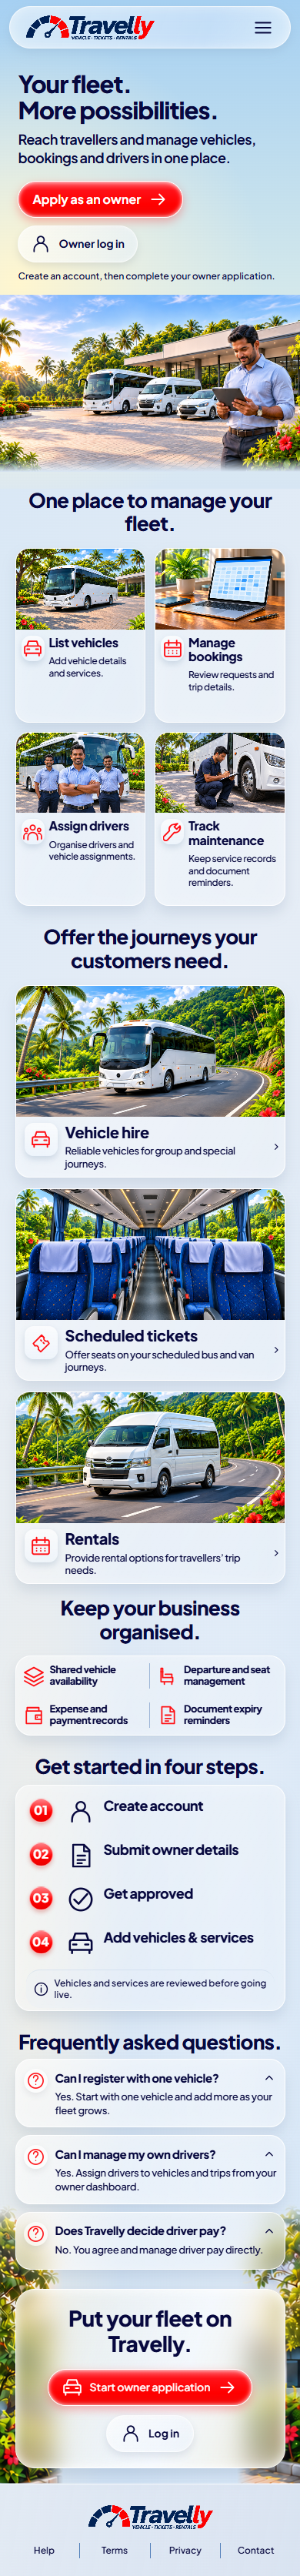 Travelly
VEHICLE · TICKETS · RENTALS
Your fleet.
More possibilities.
Reach travellers and manage vehicles,
bookings and drivers in one place.
Apply as an owner
Owner log in
Create an account, then complete your owner application.
One place to manage your
fleet.
List vehicles
Add vehicle details
and services.
Manage
bookings
Review requests and
trip details.
Assign drivers
Organise drivers and
vehicle assignments.
Track
maintenance
Keep service records
and document
reminders.
Offer the journeys your
customers need.
Vehicle hire
Reliable vehicles for group and special
journeys.
Scheduled tickets
Offer seats on your scheduled bus and van
journeys.
Rentals
Provide rental options for travellers' trip
needs.
Keep your business
organised.
Shared vehicle
availability
Departure and seat
management
Expense and
payment records
Document expiry
reminders
Get started in four steps.
01
Create account
02
Submit owner details
03
Get approved
04
Add vehicles & services
Vehicles and services are reviewed before going
live.
Frequently asked questions.
Can I register with one vehicle?
Yes. Start with one vehicle and add more as your
fleet grows.
Can I manage my own drivers?
Yes. Assign drivers to vehicles and trips from your
owner dashboard.
Does Travelly decide driver pay?
No. You agree and manage driver pay directly.
Put your fleet on
Travelly.
Start owner application
Log in
Travelly
VEHICLE · TICKETS · RENTALS
Help
Terms
Privacy
Contact